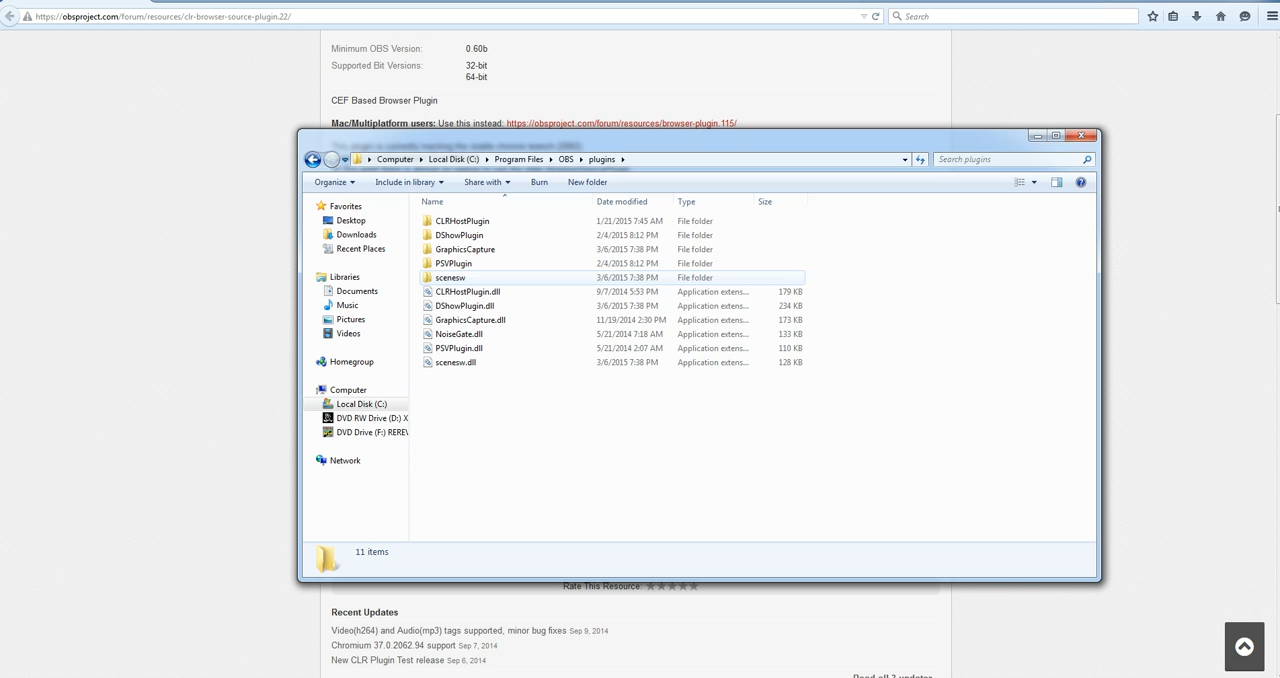 https://obsproject.com/forum/resources/clr-browser-source-plugin.22/
Search
Minimum OBS Version: 0.60b
Supported Bit Versions: 32-bit
64-bit
CEF Based Browser Plugin
Mac/Multiplatform users: Use this instead: https://obsproject.com/forum/resources/browser-plugin.115/
Computer Local Disk (C:) Program Files OBS plugins
Search plugins
Organize Include in library Share with Burn New folder
Name Date modified Type Size
Favorites
Desktop
Downloads
Recent Places
Libraries
Documents
Music
Pictures
Videos
Homegroup
Computer
Local Disk (C:)
DVD RW Drive (D:) X
DVD Drive (F:) REREV
Network
CLRHostPlugin 1/21/2015 7:45 AM File folder
DShowPlugin 2/4/2015 8:12 PM File folder
GraphicsCapture 3/6/2015 7:38 PM File folder
PSVPlugin 2/4/2015 8:12 PM File folder
scenesw 3/6/2015 7:38 PM File folder
CLRHostPlugin.dll 9/7/2014 5:53 PM Application extens... 179 KB
DShowPlugin.dll 3/6/2015 7:38 PM Application extens... 234 KB
GraphicsCapture.dll 11/19/2014 2:30 PM Application extens... 173 KB
NoiseGate.dll 5/21/2014 7:18 AM Application extens... 133 KB
PSVPlugin.dll 5/21/2014 2:07 AM Application extens... 110 KB
scenesw.dll 3/6/2015 7:38 PM Application extens... 128 KB
11 items
Rate This Resource:
Recent Updates
Video(h264) and Audio(mp3) tags supported, minor bug fixes Sep 9, 2014
Chromium 37.0.2062.94 support Sep 7, 2014
New CLR Plugin Test release Sep 6, 2014